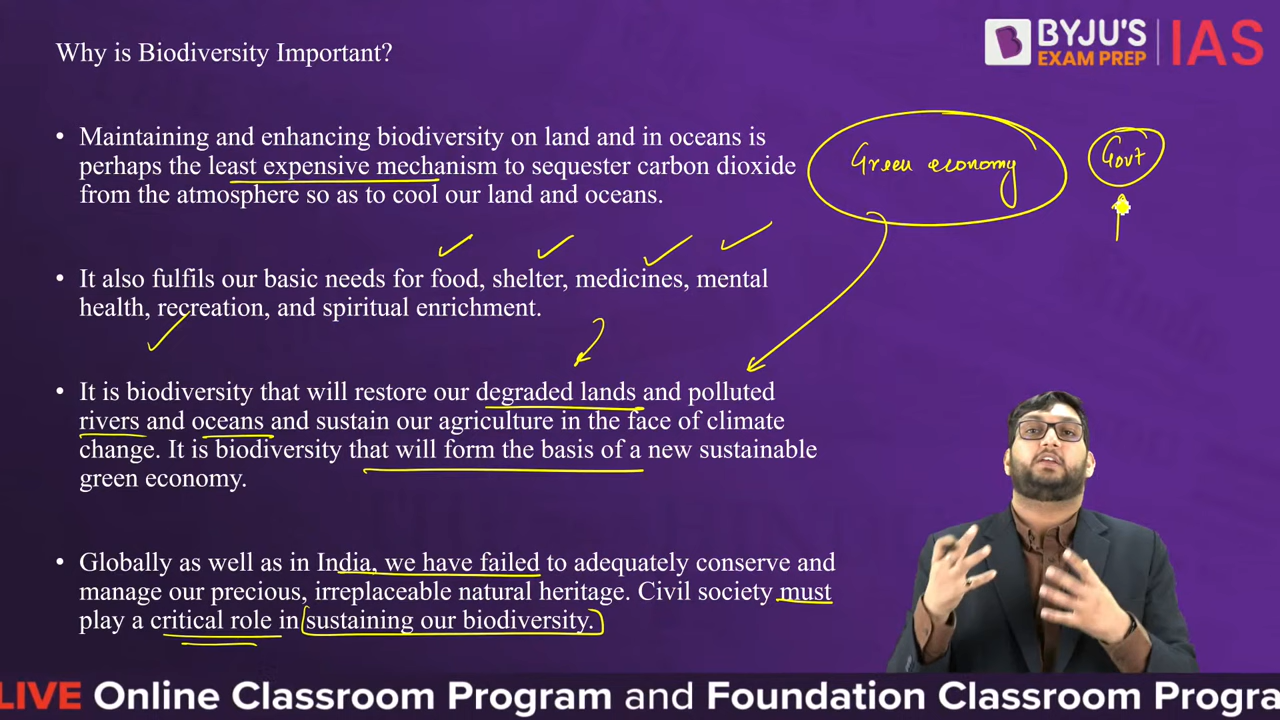 Why is Biodiversity Important?
BYJU'S
EXAM PREP
IAS
• Maintaining and enhancing biodiversity on land and in oceans is
perhaps the least expensive mechanism to sequester carbon dioxide
from the atmosphere so as to cool our land and oceans.
Green economy
Govt
• It also fulfils our basic needs for food, shelter, medicines, mental
health, recreation, and spiritual enrichment.
• It is biodiversity that will restore our degraded lands and polluted
rivers and oceans and sustain our agriculture in the face of climate
change. It is biodiversity that will form the basis of a new sustainable
green economy.
• Globally as well as in India, we have failed to adequately conserve and
manage our precious, irreplaceable natural heritage. Civil society must
play a critical role in sustaining our biodiversity.
LIVE Online Classroom Program and Foundation Classroom Progra